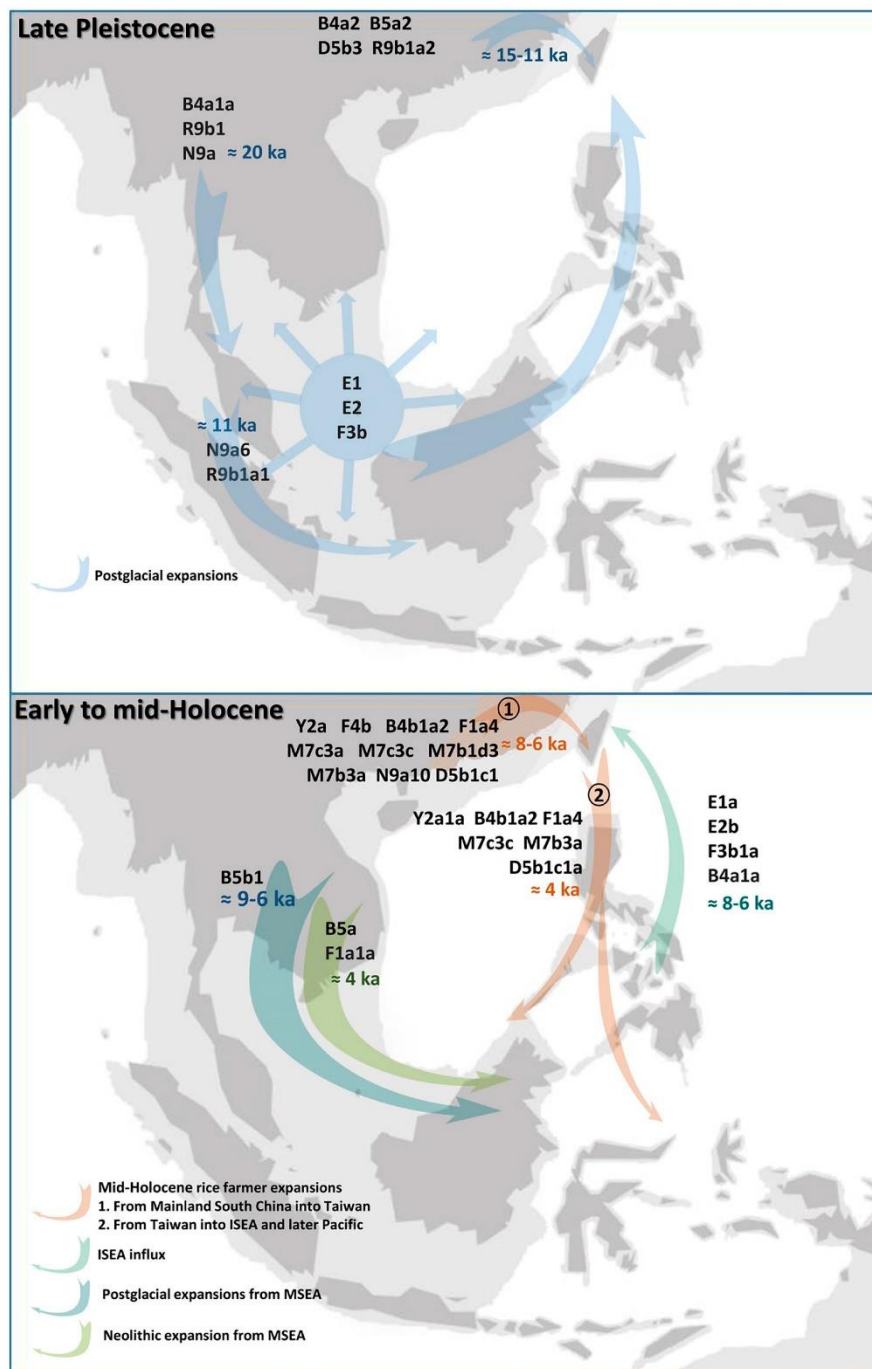 Late Pleistocene
B4a2 B5a2
D5b3 R9b1a2
≈ 15-11 ka
B4a1a
R9b1
N9a ≈ 20 ka
E1
E2
F3b
≈ 11 ka
N9a6
R9b1a1
Postglacial expansions
Early to mid-Holocene
1
Y2a F4b B4b1a2 F1a4
M7c3a M7c3c M7b1d3
M7b3a N9a10 D5b1c1
≈ 8-6 ka
2
Y2a1a B4b1a2 F1a4
M7c3c M7b3a
D5b1c1a
≈ 4 ka
E1a
E2b
F3b1a
B4a1a
≈ 8-6 ka
B5b1
≈ 9-6 ka
B5a
F1a1a
≈ 4 ka
Mid-Holocene rice farmer expansions
1. From Mainland South China into Taiwan
2. From Taiwan into ISEA and later Pacific
ISEA influx
Postglacial expansions from MSEA
Neolithic expansion from MSEA